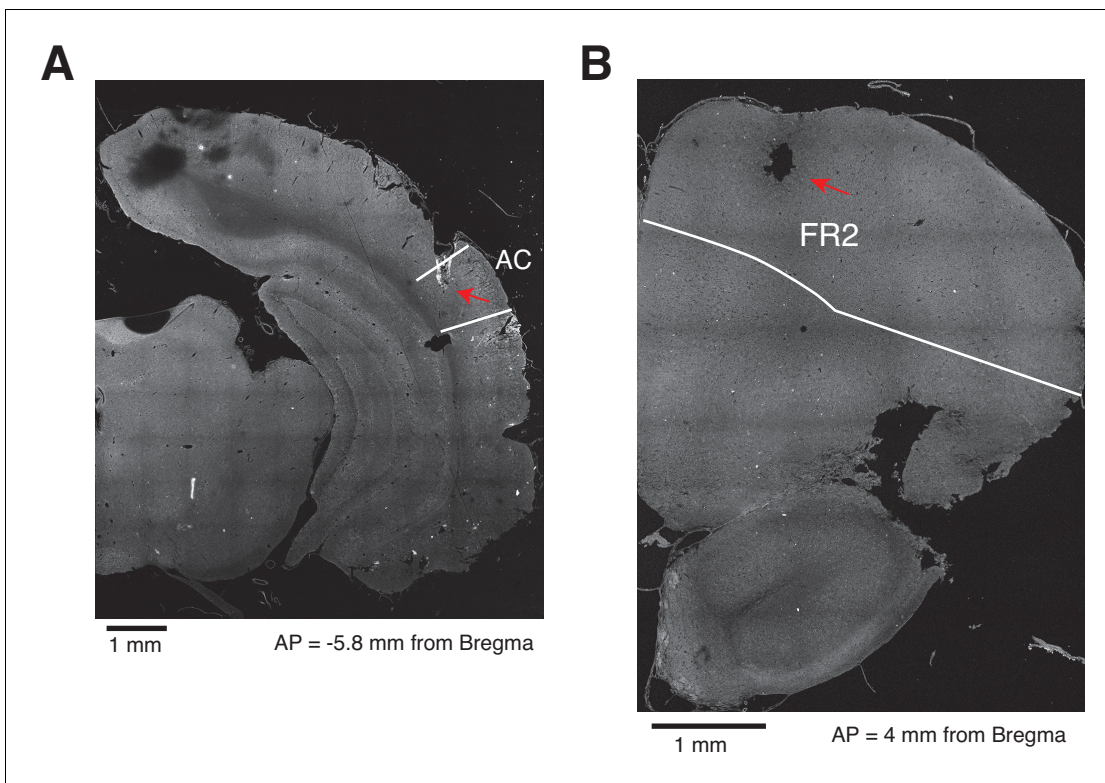 A
AC
1 mm
AP = -5.8 mm from Bregma
B
FR2
1 mm
AP = 4 mm from Bregma